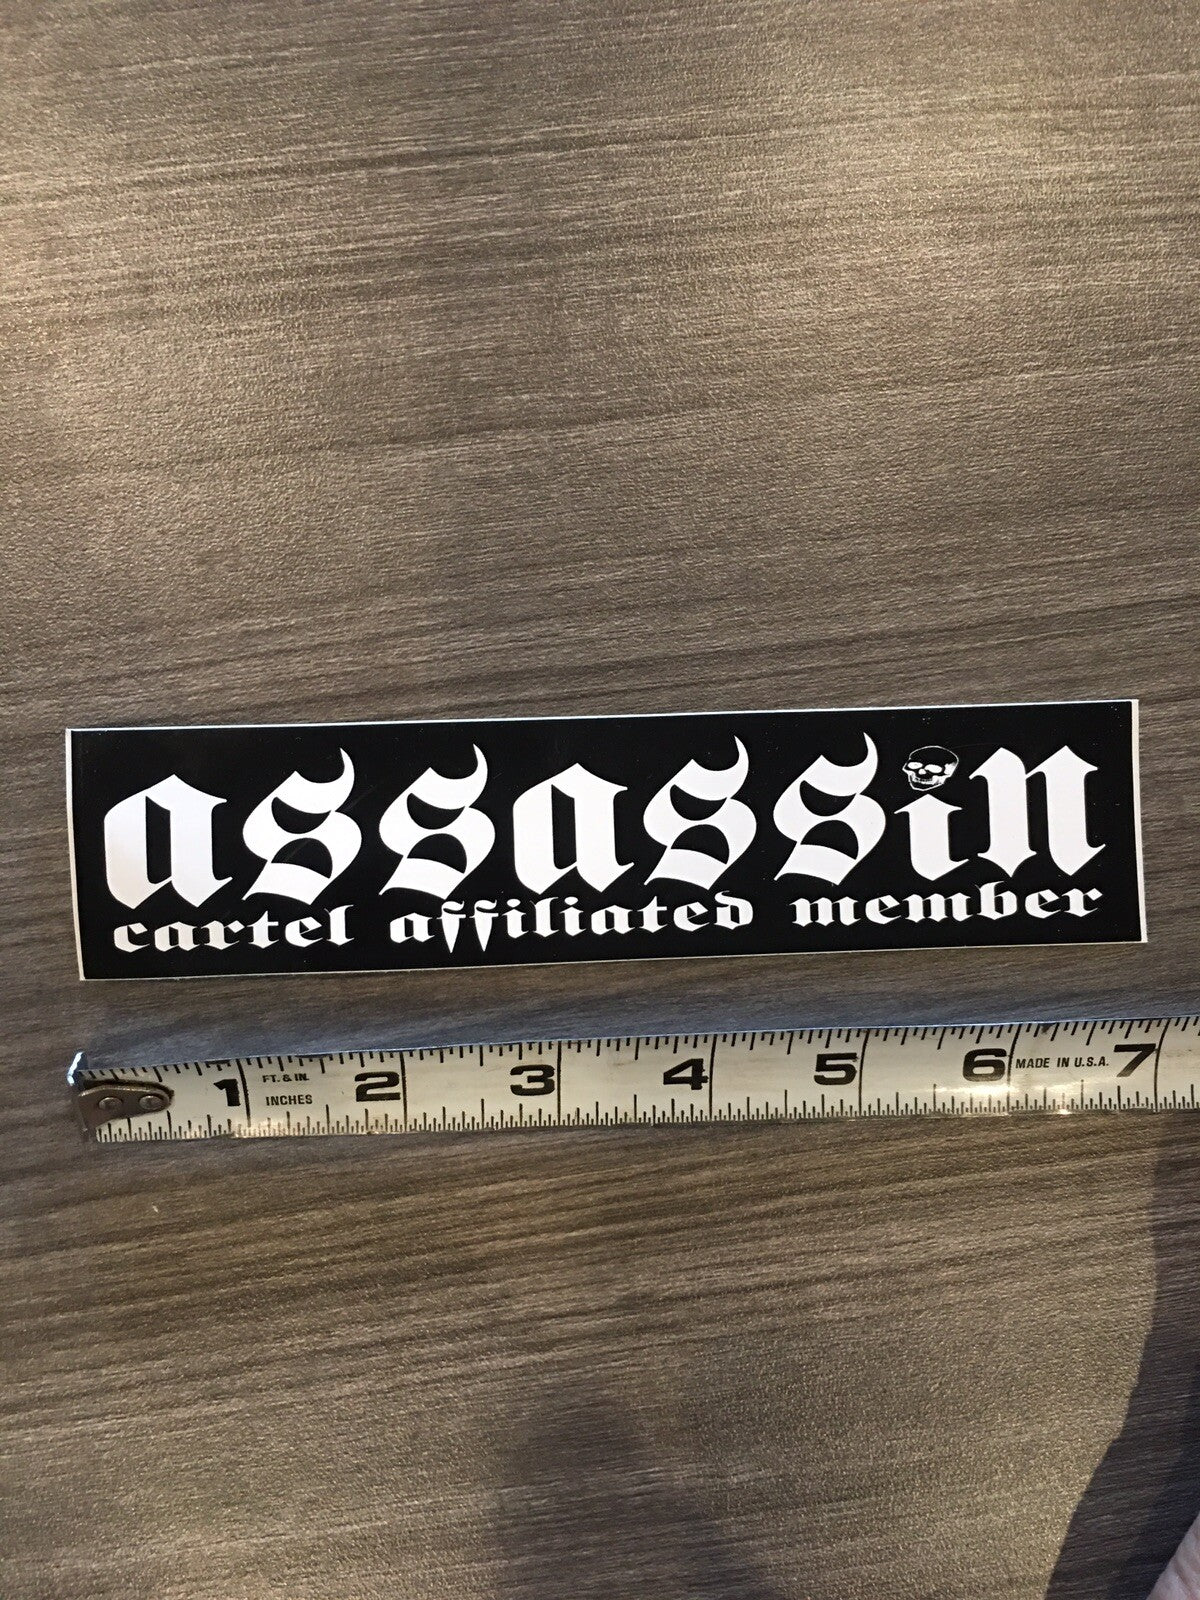 assassin
cartel affiliated member
1 FT. & IN. 2 3 4 5 6 MADE IN U.S.A. 7
INCHES